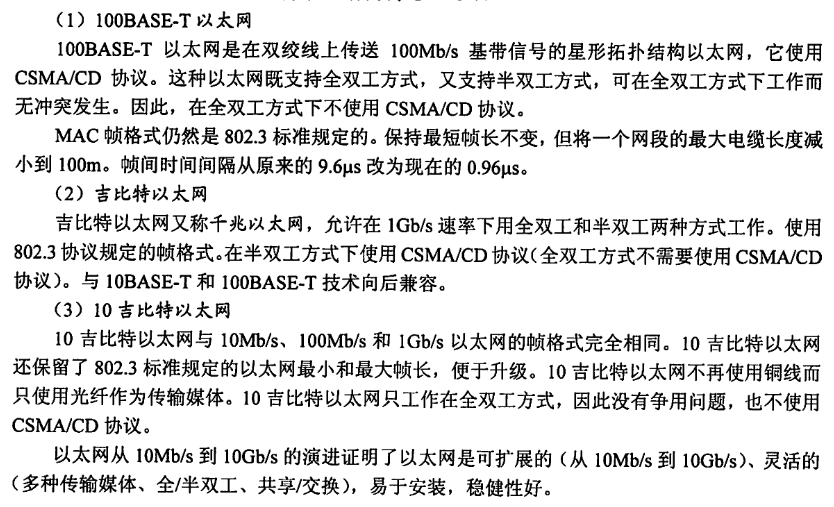 （1）100BASE-T 以太网
100BASE-T 以太网是在双绞线上传送 100Mb/s 基带信号的星形拓扑结构以太网，它使用
CSMA/CD 协议。这种以太网既支持全双工方式，又支持半双工方式，可在全双工方式下工作而
无冲突发生。因此，在全双工方式下不使用 CSMA/CD 协议。
MAC 帧格式仍然是 802.3 标准规定的。保持最短帧长不变，但将一个网段的最大电缆长度减
小到 100m。帧间时间间隔从原来的 9.6μs 改为现在的 0.96μs。
（2）吉比特以太网
吉比特以太网又称千兆以太网，允许在 1Gb/s 速率下用全双工和半双工两种方式工作。使用
802.3 协议规定的帧格式。在半双工方式下使用 CSMA/CD 协议（全双工方式不需要使用 CSMA/CD
协议）。与 10BASE-T 和 100BASE-T 技术向后兼容。
（3）10 吉比特以太网
10 吉比特以太网与 10Mb/s、100Mb/s 和 1Gb/s 以太网的帧格式完全相同。10 吉比特以太网
还保留了 802.3 标准规定的以太网最小和最大帧长，便于升级。10 吉比特以太网不再使用铜线而
只使用光纤作为传输媒体。10 吉比特以太网只工作在全双工方式，因此没有争用问题，也不使用
CSMA/CD 协议。
以太网从 10Mb/s 到 10Gb/s 的演进证明了以太网是可扩展的（从 10Mb/s 到 10Gb/s）、灵活的
（多种传输媒体、全/半双工、共享/交换），易于安装，稳健性好。